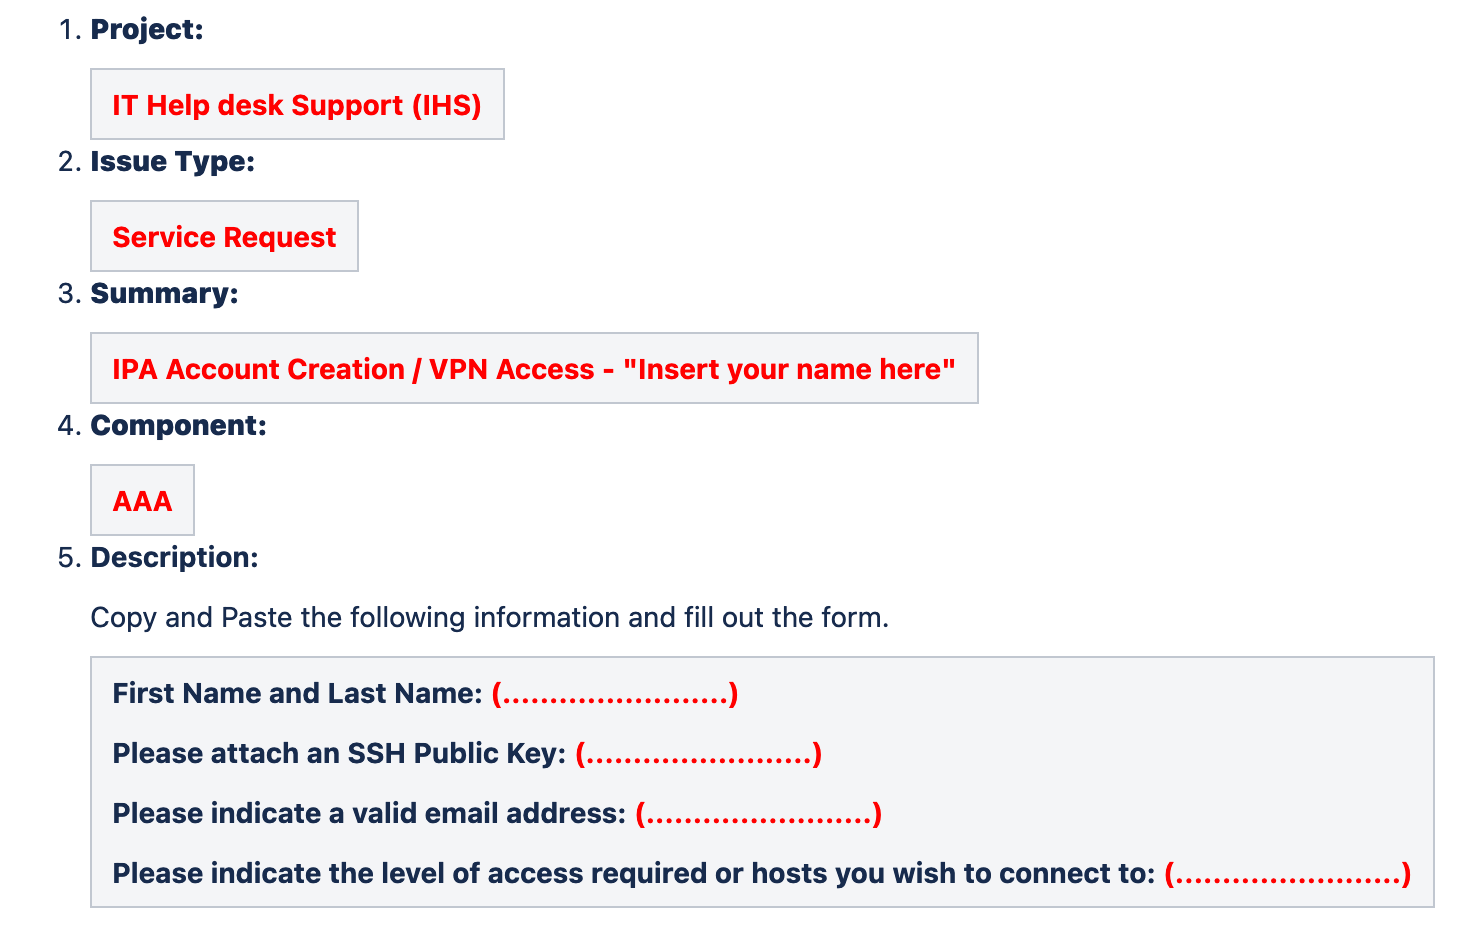 1. Project:
IT Help desk Support (IHS)
2. Issue Type:
Service Request
3. Summary:
IPA Account Creation / VPN Access - "Insert your name here"
4. Component:
AAA
5. Description:
Copy and Paste the following information and fill out the form.
First Name and Last Name: (........................)
Please attach an SSH Public Key: (........................)
Please indicate a valid email address: (........................)
Please indicate the level of access required or hosts you wish to connect to: (........................)